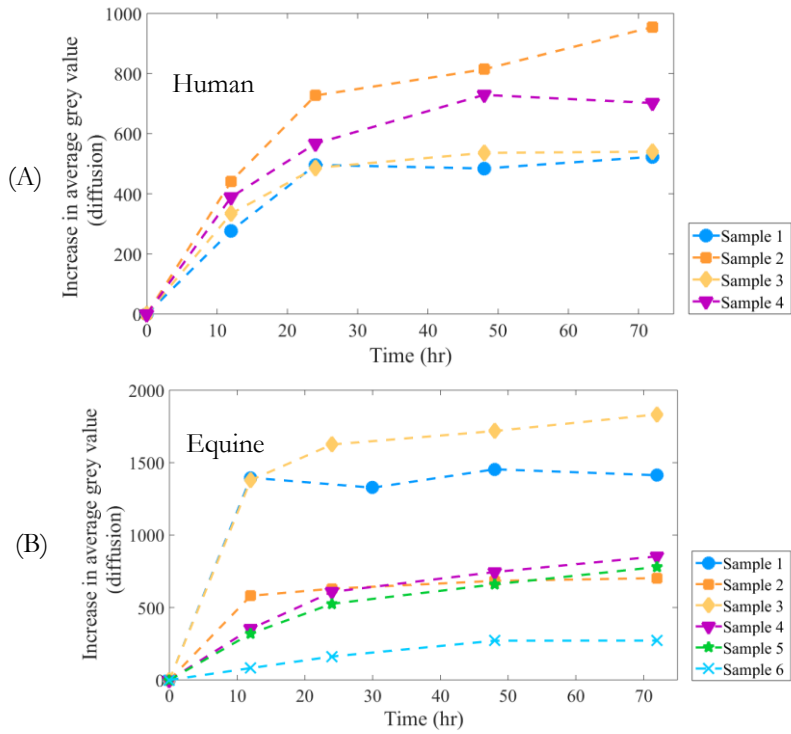 (A)
Human
Increase in average grey value
(diffusion)
1000
800
600
400
200
0
0 10 20 30 40 50 60 70
Time (hr)
Sample 1
Sample 2
Sample 3
Sample 4
(B)
Equine
Increase in average grey value
(diffusion)
2000
1500
1000
500
0
0 10 20 30 40 50 60 70
Time (hr)
Sample 1
Sample 2
Sample 3
Sample 4
Sample 5
Sample 6